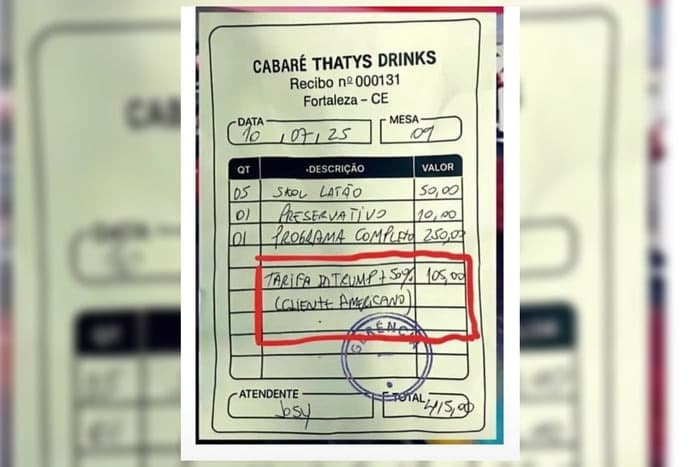 CABARÉ THATYS DRINKS
Recibo nº 000131
Fortaleza – CE
DATA MESA
10 , 07, 25 09
QT •DESCRIÇÃO VALOR
05 SKOL LATÃO 50,00
01 PRESERVATIVO 10,00
01 PROGRAMA COMPLETO 250,00
TARIFA DO TRUMP + 50% 105,00
(CLIENTE AMERICANO)
GERÊNCIA
ATENDENTE TOTAL
Josy 415,00